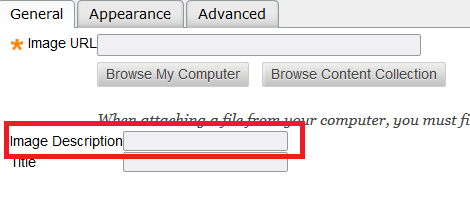 General Appearance Advanced
* Image URL
Browse My Computer Browse Content Collection
When attaching a file from your computer, you must fi
Image Description
Title